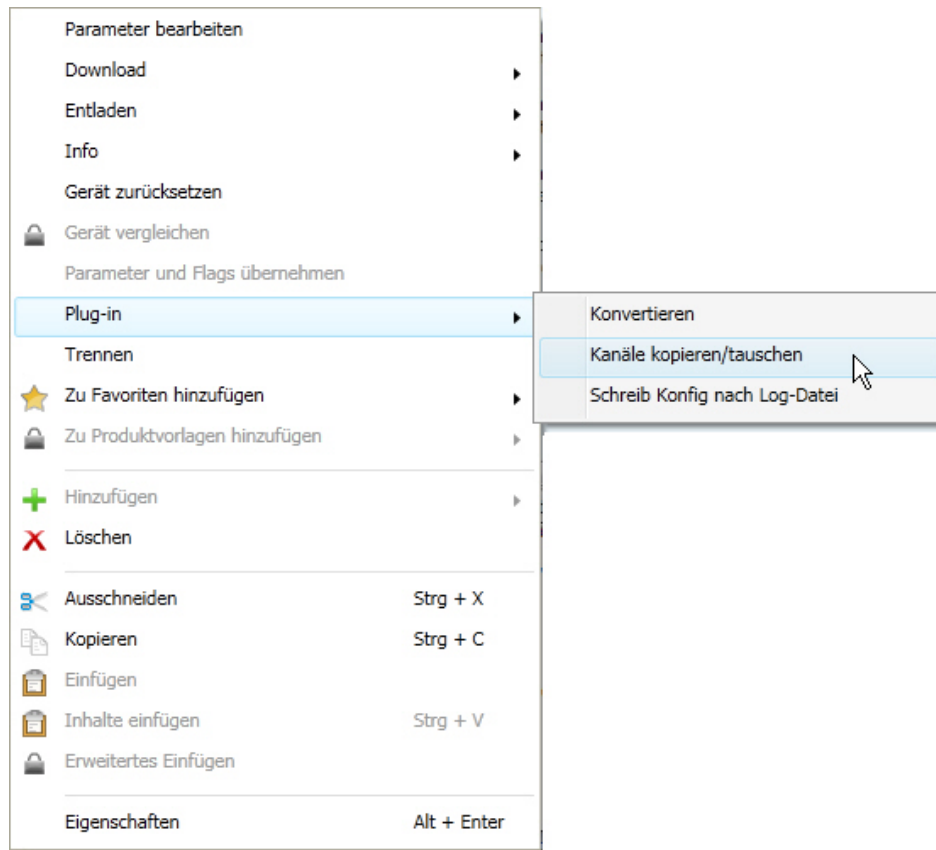 Parameter bearbeiten
Download
Entladen
Info
Gerät zurücksetzen
Gerät vergleichen
Parameter und Flags übernehmen
Plug-in
Konvertieren
Kanäle kopieren/tauschen
Schreib Konfig nach Log-Datei
Trennen
Zu Favoriten hinzufügen
Zu Produktvorlagen hinzufügen
Hinzufügen
Löschen
Ausschneiden Strg + X
Kopieren Strg + C
Einfügen
Inhalte einfügen Strg + V
Erweitertes Einfügen
Eigenschaften Alt + Enter